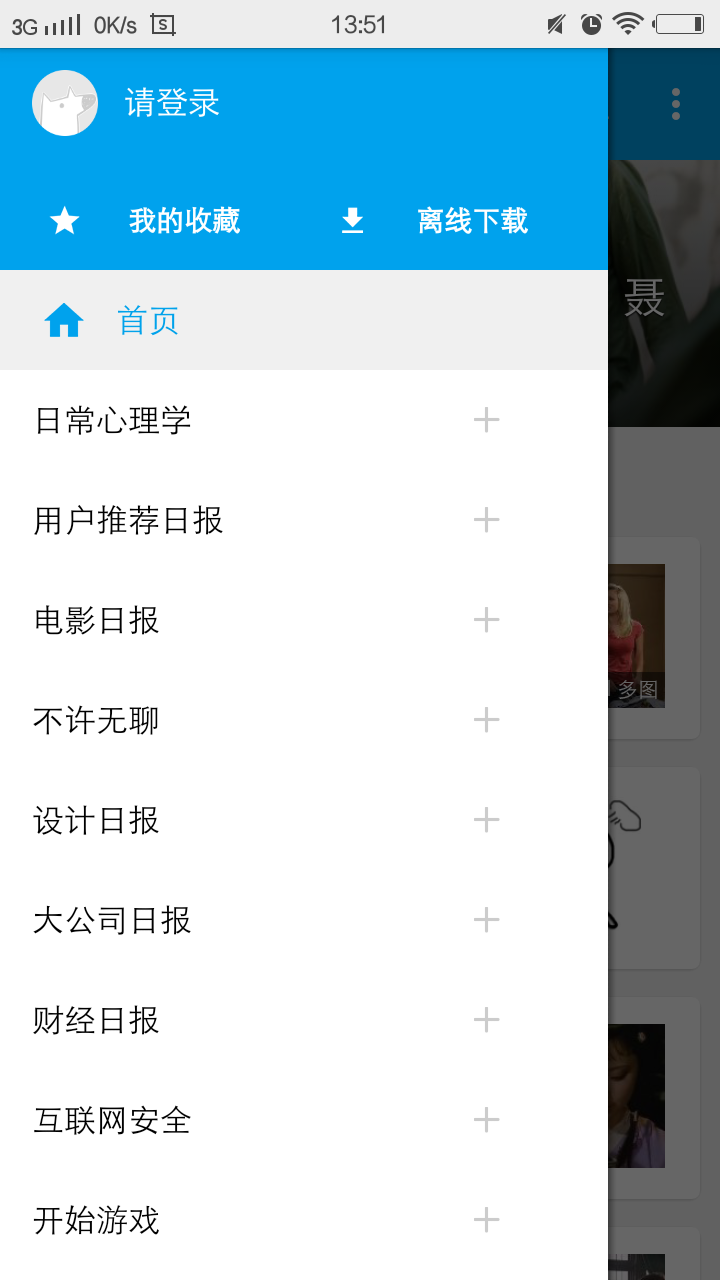 3G 0K/s S 13:51
请登录
我的收藏 离线下载
聂
首页
日常心理学
用户推荐日报
电影日报
多图
不许无聊
设计日报
大公司日报
财经日报
互联网安全
开始游戏